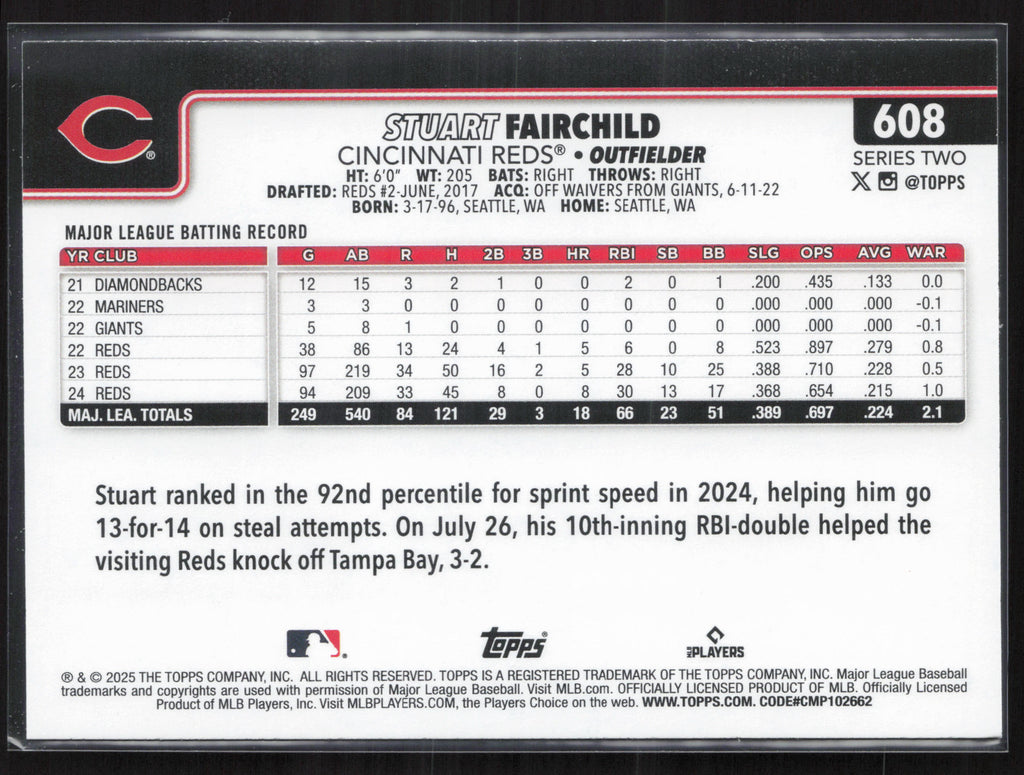 608
STUART FAIRCHILD
CINCINNATI REDS® • OUTFIELDER
SERIES TWO
HT: 6'0" WT: 205 BATS: RIGHT THROWS: RIGHT
@TOPPS
DRAFTED: REDS #2-JUNE, 2017 ACQ: OFF WAIVERS FROM GIANTS, 6-11-22
BORN: 3-17-96, SEATTLE, WA HOME: SEATTLE, WA
MAJOR LEAGUE BATTING RECORD
YR CLUB G AB R H 2B 3B HR RBI SB BB SLG OPS AVG WAR
21 DIAMONDBACKS 12 15 3 2 1 0 0 2 0 1 .200 .435 .133 0.0
22 MARINERS 3 3 0 0 0 0 0 0 0 0 .000 .000 .000 -0.1
22 GIANTS 5 8 1 0 0 0 0 0 0 0 .000 .000 .000 -0.1
22 REDS 38 86 13 24 4 1 5 6 0 8 .523 .897 .279 0.8
23 REDS 97 219 34 50 16 2 5 28 10 25 .388 .710 .228 0.5
24 REDS 94 209 33 45 8 0 8 30 13 17 .368 .654 .215 1.0
MAJ. LEA. TOTALS 249 540 84 121 29 3 18 66 23 51 .389 .697 .224 2.1
Stuart ranked in the 92nd percentile for sprint speed in 2024, helping him go
13-for-14 on steal attempts. On July 26, his 10th-inning RBI-double helped the
visiting Reds knock off Tampa Bay, 3-2.
Topps®
MLB PLAYERS
® & © 2025 THE TOPPS COMPANY, INC. ALL RIGHTS RESERVED. TOPPS IS A REGISTERED TRADEMARK OF THE TOPPS COMPANY, INC. Major League Baseball
trademarks and copyrights are used with permission of Major League Baseball. Visit MLB.com. OFFICIALLY LICENSED PRODUCT OF MLB. Officially Licensed
Product of MLB Players, Inc. Visit MLBPLAYERS.COM, the Players Choice on the web. WWW.TOPPS.COM. CODE#CMP102662